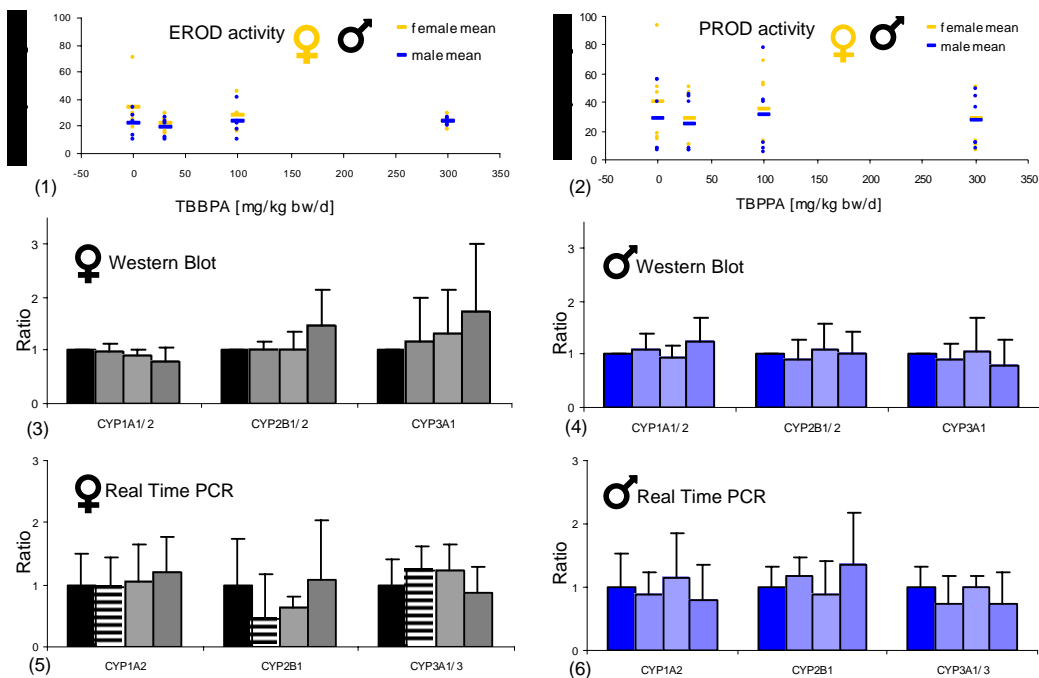 EROD activity
female mean
male mean
100
80
60
40
20
0
-50 0 50 100 150 200 250 300 350
(1)
TBBPA [mg/kg bw/d]
PROD activity
female mean
male mean
100
80
60
40
20
0
-50 0 50 100 150 200 250 300 350
(2)
TBPPA [mg/kg bw/d]
Western Blot
Ratio
3
2
1
0
CYP1A1/2 CYP2B1/2 CYP3A1
(3)
Western Blot
Ratio
3
2
1
0
CYP1A1/2 CYP2B1/2 CYP3A1
(4)
Real Time PCR
Ratio
3
2
1
0
CYP1A2 CYP2B1 CYP3A1/3
(5)
Real Time PCR
Ratio
3
2
1
0
CYP1A2 CYP2B1 CYP3A1/3
(6)